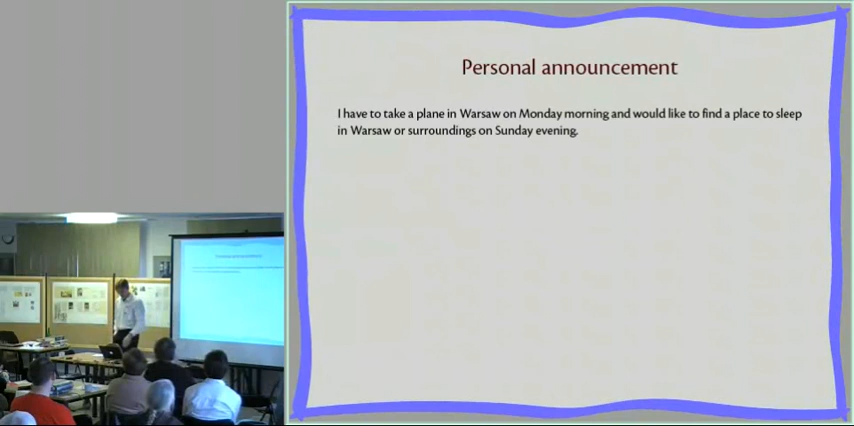 Personal announcement
I have to take a plane in Warsaw on Monday morning and would like to find a place to sleep
in Warsaw or surroundings on Sunday evening.